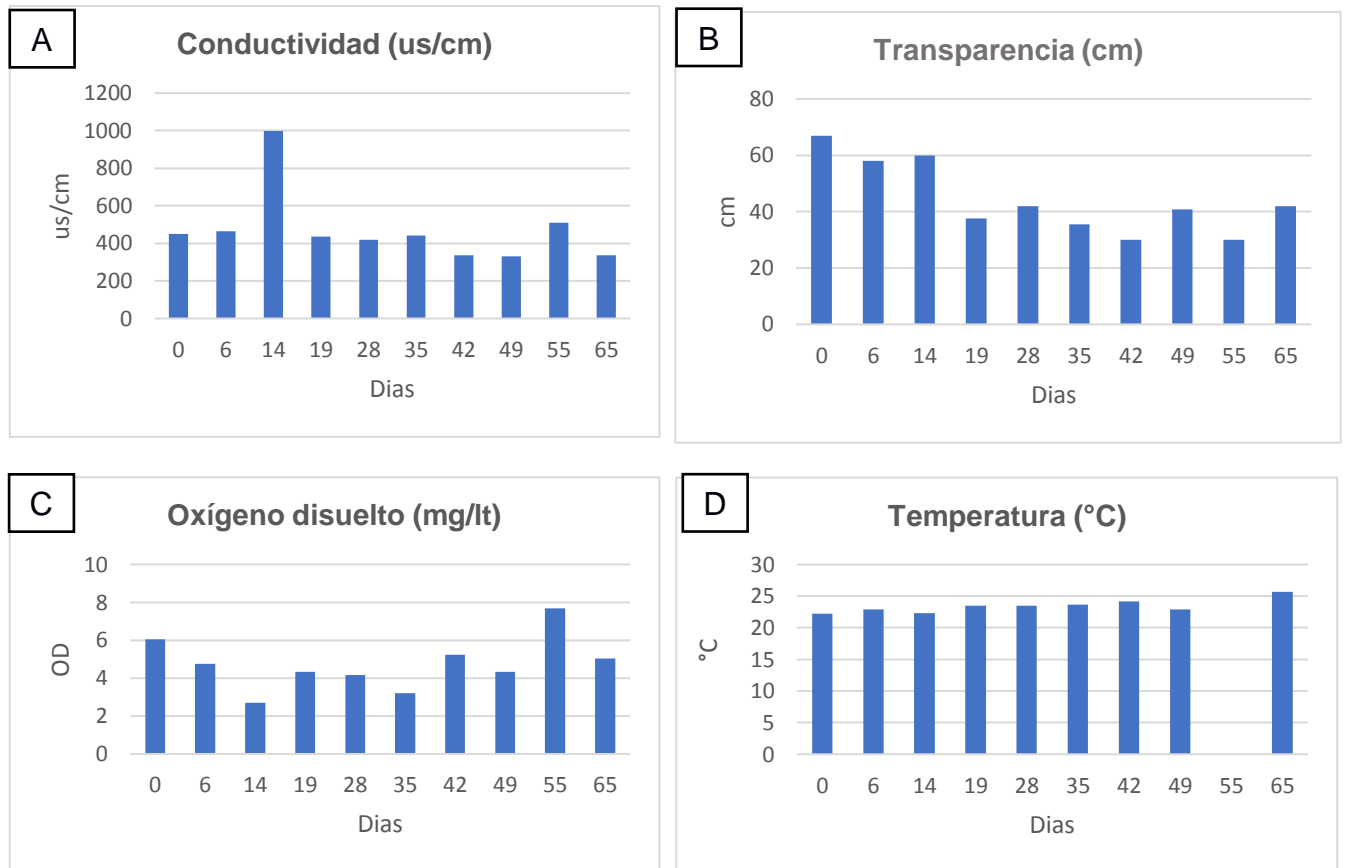 A
Conductividad (us/cm)
1200
1000
800
600
400
200
0
us/cm
0 6 14 19 28 35 42 49 55 65
Dias
B
Transparencia (cm)
80
60
40
20
0
cm
0 6 14 19 28 35 42 49 55 65
Dias
C
Oxígeno disuelto (mg/lt)
10
8
6
4
2
0
OD
0 6 14 19 28 35 42 49 55 65
Dias
D
Temperatura (°C)
30
25
20
15
10
5
0
°C
0 6 14 19 28 35 42 49 55 65
Dias